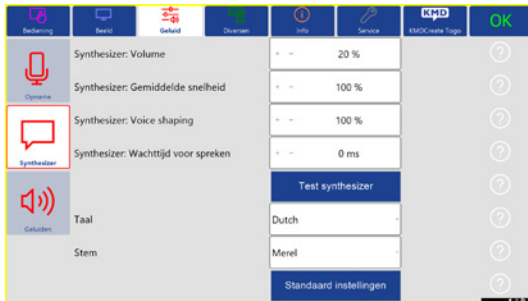 Bediening Beeld Geluid Diversen Info Service KMD KMDCreate Togo OK
Synthesizer: Volume + - 20 % ?
Opname
Synthesizer: Gemiddelde snelheid + - 100 % ?
Synthesizer: Voice shaping + - 100 % ?
Synthesizer
Synthesizer: Wachttijd voor spreken + - 0 ms ?
Test synthesizer ?
Geluiden
Taal Dutch ?
Stem Merel ?
Standaard instellingen ?